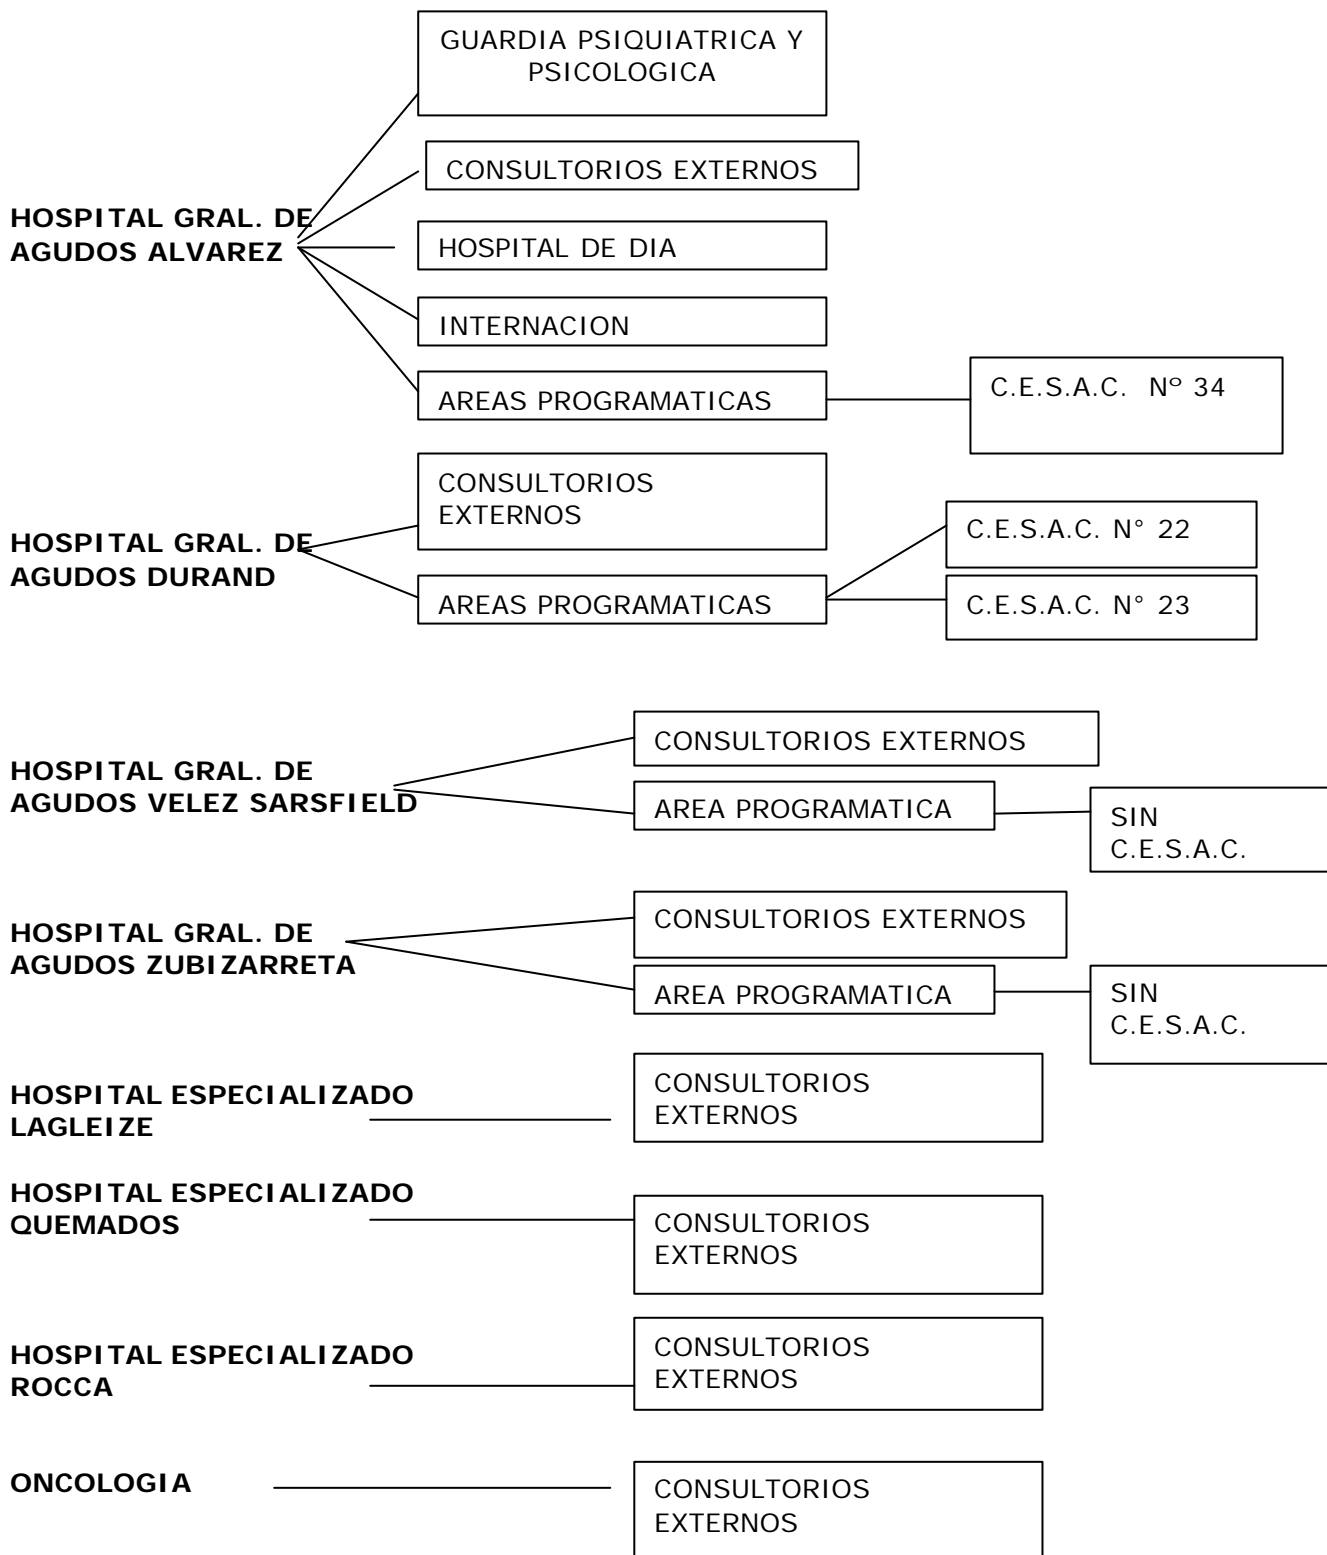 GUARDIA PSIQUIATRICA Y
PSICOLOGICA
CONSULTORIOS EXTERNOS
HOSPITAL GRAL. DE
AGUDOS ALVAREZ
HOSPITAL DE DIA
INTERNACION
AREAS PROGRAMATICAS
C.E.S.A.C. Nº 34
CONSULTORIOS
EXTERNOS
HOSPITAL GRAL. DE
AGUDOS DURAND
AREAS PROGRAMATICAS
C.E.S.A.C. N° 22
C.E.S.A.C. N° 23
HOSPITAL GRAL. DE
AGUDOS VELEZ SARSFIELD
CONSULTORIOS EXTERNOS
AREA PROGRAMATICA
SIN
C.E.S.A.C.
HOSPITAL GRAL. DE
AGUDOS ZUBIZARRETA
CONSULTORIOS EXTERNOS
AREA PROGRAMATICA
SIN
C.E.S.A.C.
HOSPITAL ESPECIALIZADO
LAGLEIZE
CONSULTORIOS
EXTERNOS
HOSPITAL ESPECIALIZADO
QUEMADOS
CONSULTORIOS
EXTERNOS
HOSPITAL ESPECIALIZADO
ROCCA
CONSULTORIOS
EXTERNOS
ONCOLOGIA
CONSULTORIOS
EXTERNOS